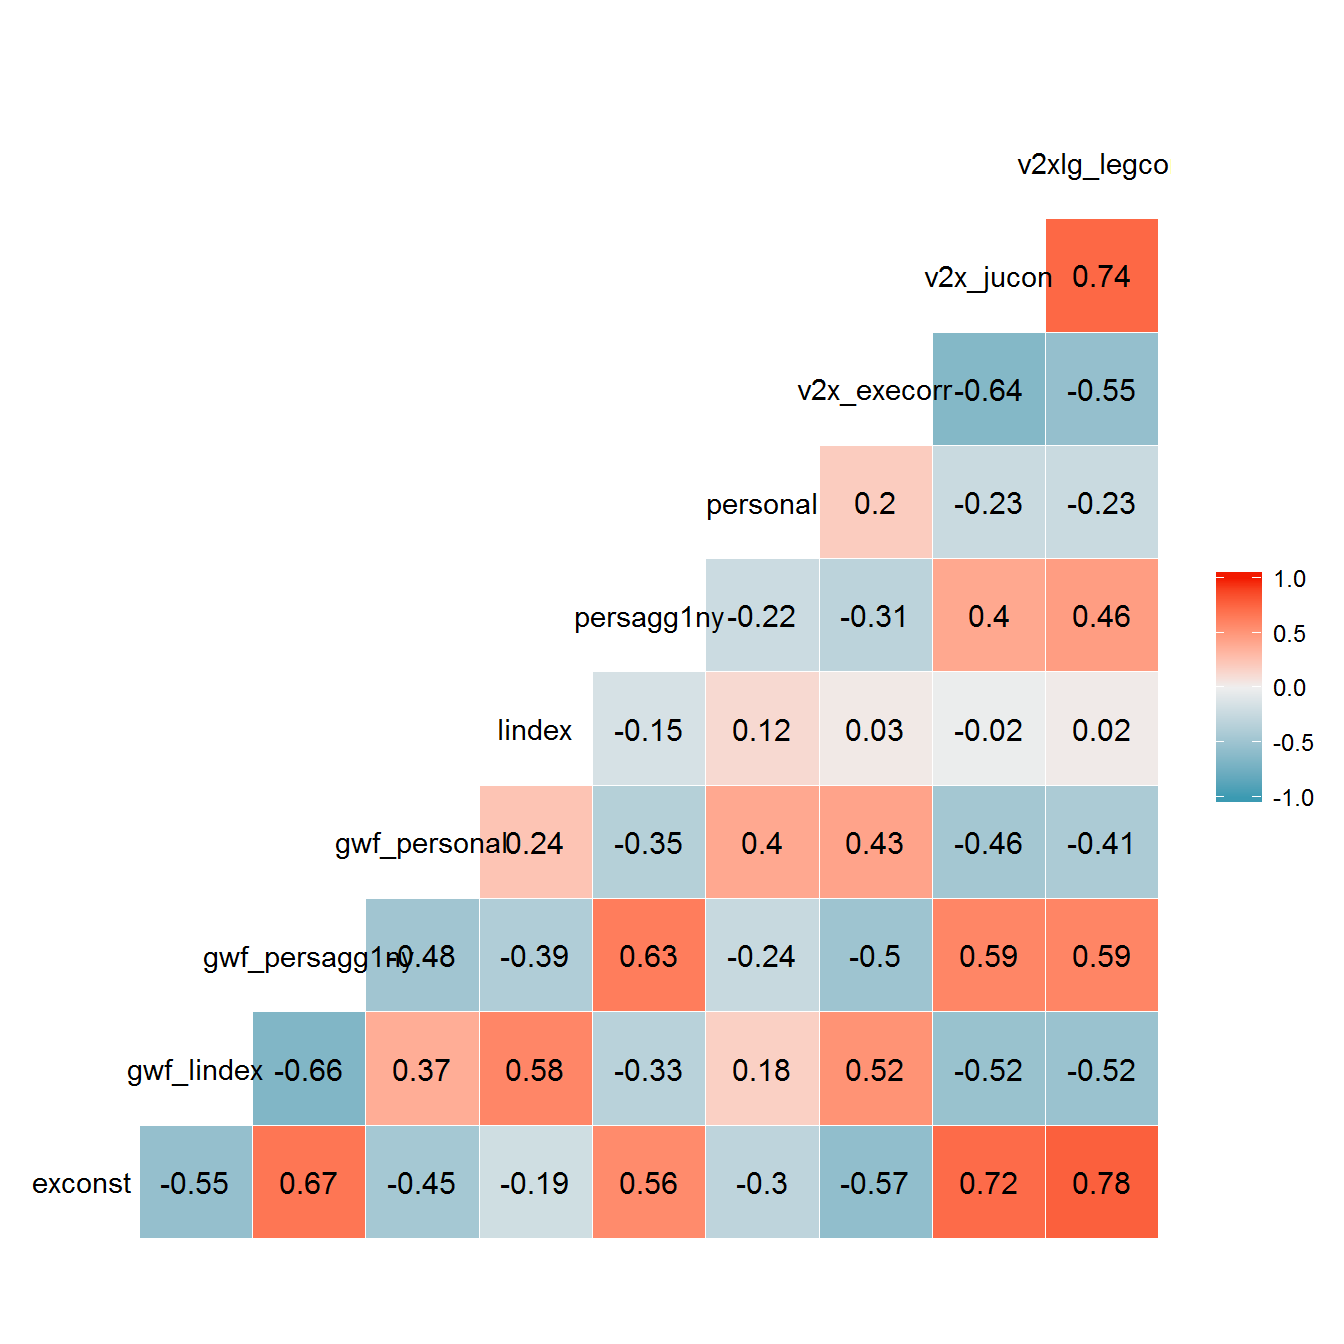 v2xlg_legco
v2x_jucon 0.74
v2x_execorr -0.64 -0.55
personal 0.2 -0.23 -0.23
persagg1ny -0.22 -0.31 0.4 0.46
lindex -0.15 0.12 0.03 -0.02 0.02
gwf_personal 0.24 -0.35 0.4 0.43 -0.46 -0.41
gwf_persagg1ny -0.48 -0.39 0.63 -0.24 -0.5 0.59 0.59
gwf_lindex -0.66 0.37 0.58 -0.33 0.18 0.52 -0.52 -0.52
exconst -0.55 0.67 -0.45 -0.19 0.56 -0.3 -0.57 0.72 0.78
1.0
0.5
0.0
-0.5
-1.0